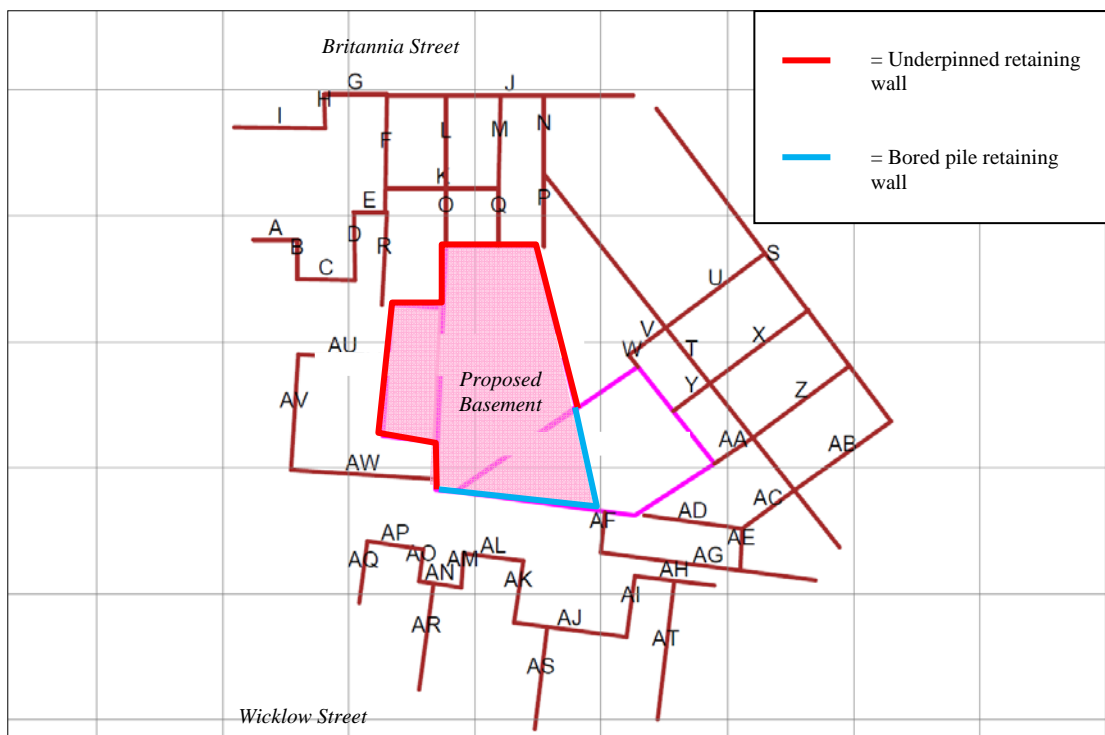 Britannia Street
= Underpinned retaining
wall
= Bored pile retaining
wall
G
J
H
I
F
L
M
N
K
E
O
Q
P
A
B
D
R
C
S
U
V
W
T
X
Y
Z
AU
AV
AW
Proposed
Basement
AA
AB
AC
AD
AE
AF
AG
AH
AI
AP
AQ
AO
AN
AM
AL
AK
AJ
AR
AS
AT
Wicklow Street